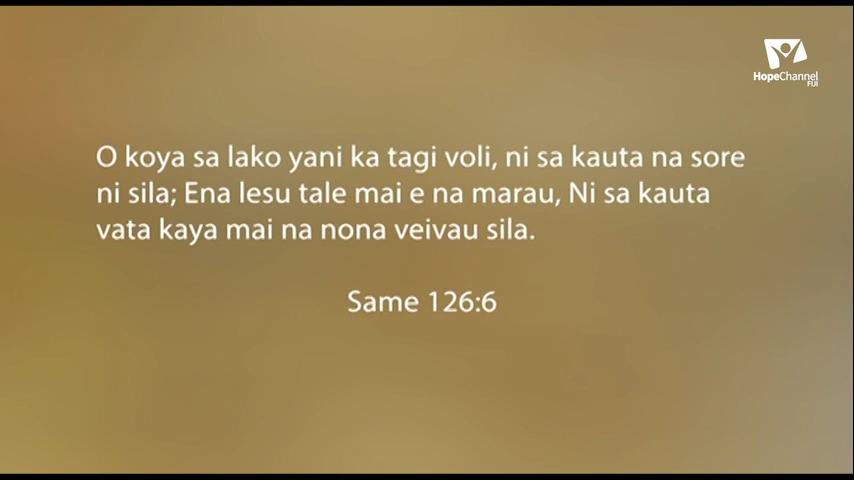 HopeChannel
FIJI
O koya sa lako yani ka tagi voli, ni sa kauta na sore
ni sila; Ena lesu tale mai e na marau, Ni sa kauta
vata kaya mai na nona veivau sila.
Same 126:6